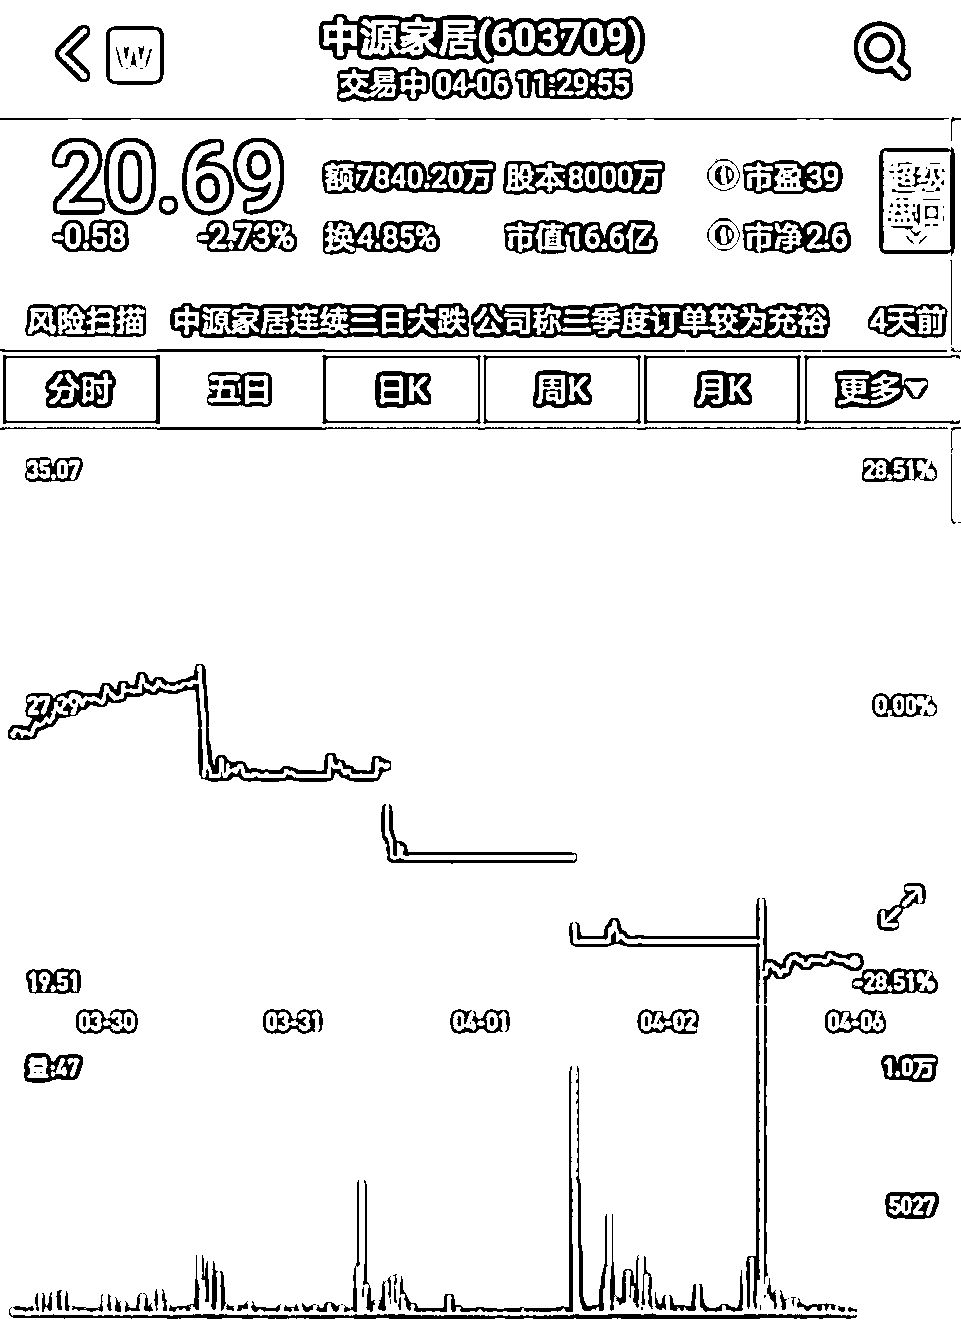 W 中源家居(603709)
交易中 04-06 11:29:55
20.69 额7840.20万 股本8000万 市盈39 超级
-0.58 -2.73% 换4.85% 市值16.6亿 市净2.6 盘口
风险扫描 中源家居连续三日大跌 公司称三季度订单较为充裕 4天前
分时 五日 日K 周K 月K 更多
35.07 28.51%
27.29 0.00%
19.51 -28.51%
03-30 03-31 04-01 04-02 04-06
量:47 1.0万
5027